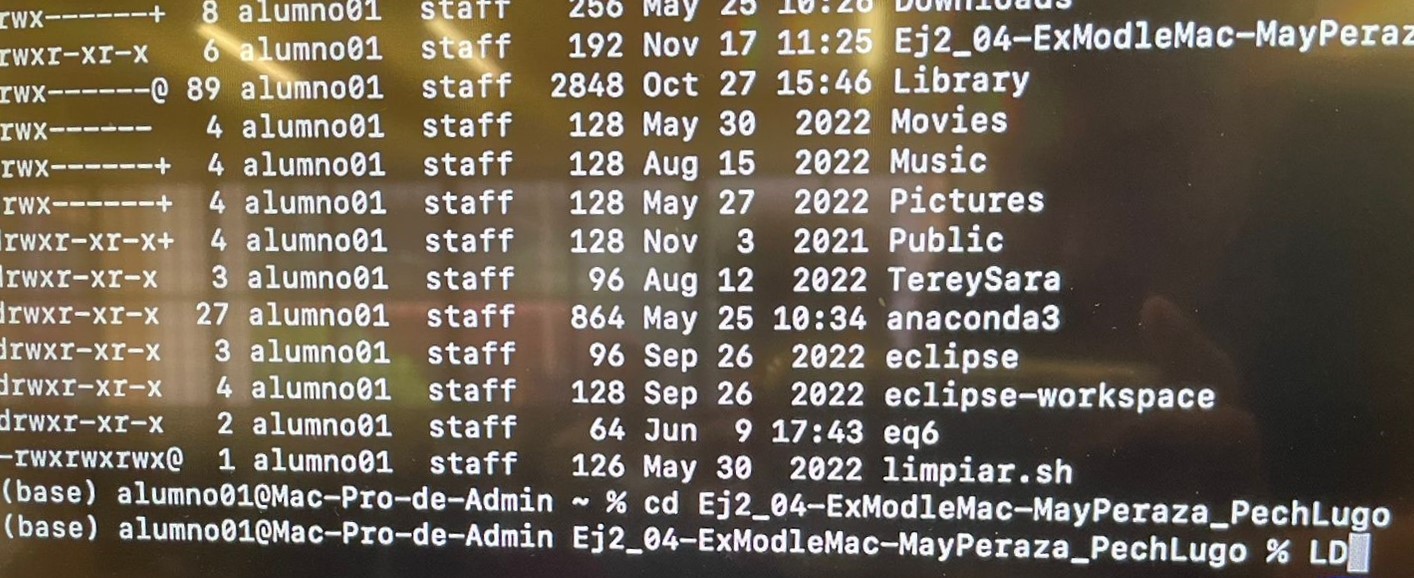 rwx------+ 8 alumno01 staff 256 May 25 10:26 Downloads
rwxr-xr-x 6 alumno01 staff 192 Nov 17 11:25 Ej2_04-ExModleMac-MayPeraz
rwx------@ 89 alumno01 staff 2848 Oct 27 15:46 Library
rwx------ 4 alumno01 staff 128 May 30 2022 Movies
rwx------+ 4 alumno01 staff 128 Aug 15 2022 Music
rwx------+ 4 alumno01 staff 128 May 27 2022 Pictures
drwxr-xr-x+ 4 alumno01 staff 128 Nov 3 2021 Public
drwxr-xr-x 3 alumno01 staff 96 Aug 12 2022 TereySara
drwxr-xr-x 27 alumno01 staff 864 May 25 10:34 anaconda3
drwxr-xr-x 3 alumno01 staff 96 Sep 26 2022 eclipse
drwxr-xr-x 4 alumno01 staff 128 Sep 26 2022 eclipse-workspace
drwxr-xr-x 2 alumno01 staff 64 Jun 9 17:43 eq6
-rwxrwxrwx@ 1 alumno01 staff 126 May 30 2022 limpiar.sh
(base) alumno01@Mac-Pro-de-Admin ~ % cd Ej2_04-ExModleMac-MayPeraza_PechLugo
(base) alumno01@Mac-Pro-de-Admin Ej2_04-ExModleMac-MayPeraza_PechLugo % LD